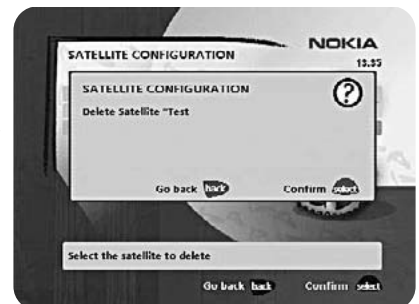 NOKIA
SATELLITE CONFIGURATION
13.35
SATELLITE CONFIGURATION
?
Delete Satellite "Test
Go back back Confirm select
Select the satellite to delete
Go back back Confirm select